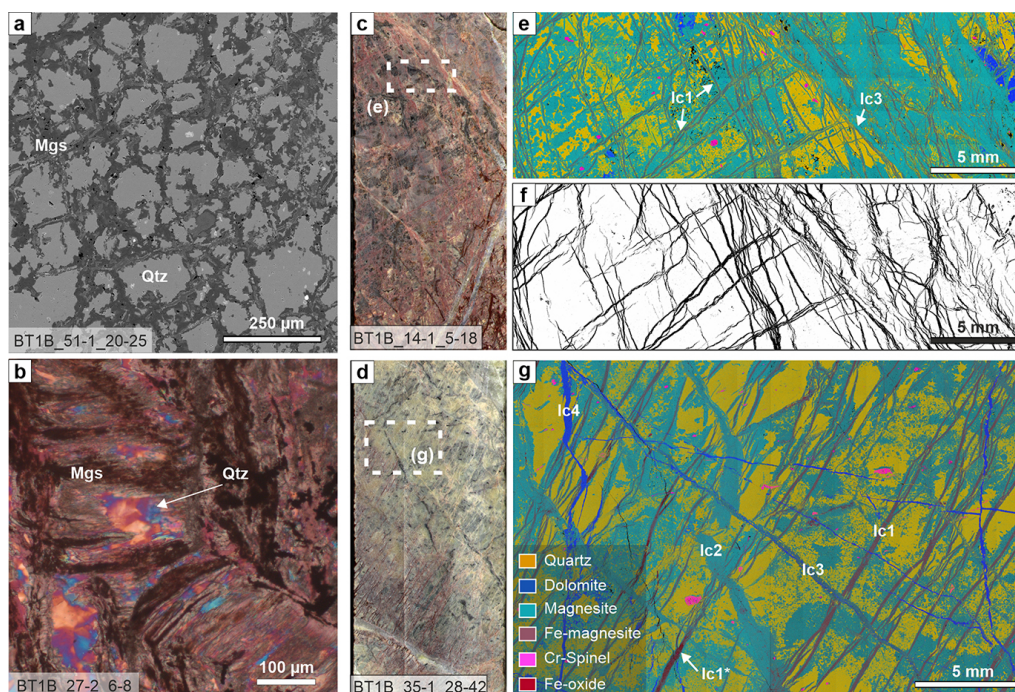 a
Mgs
Qtz
250 µm
BT1B_51-1_20-25
b
Mgs
Qtz
100 µm
BT1B_27-2_6-8
c
(e)
BT1B_14-1_5-18
d
(g)
BT1B_35-1_28-42
e
Ic1
Ic3
5 mm
f
5 mm
g
Ic4
Ic1
Ic2
Ic3
Quartz
Dolomite
Magnesite
Fe-magnesite
Cr-Spinel
Fe-oxide
Ic1*
5 mm